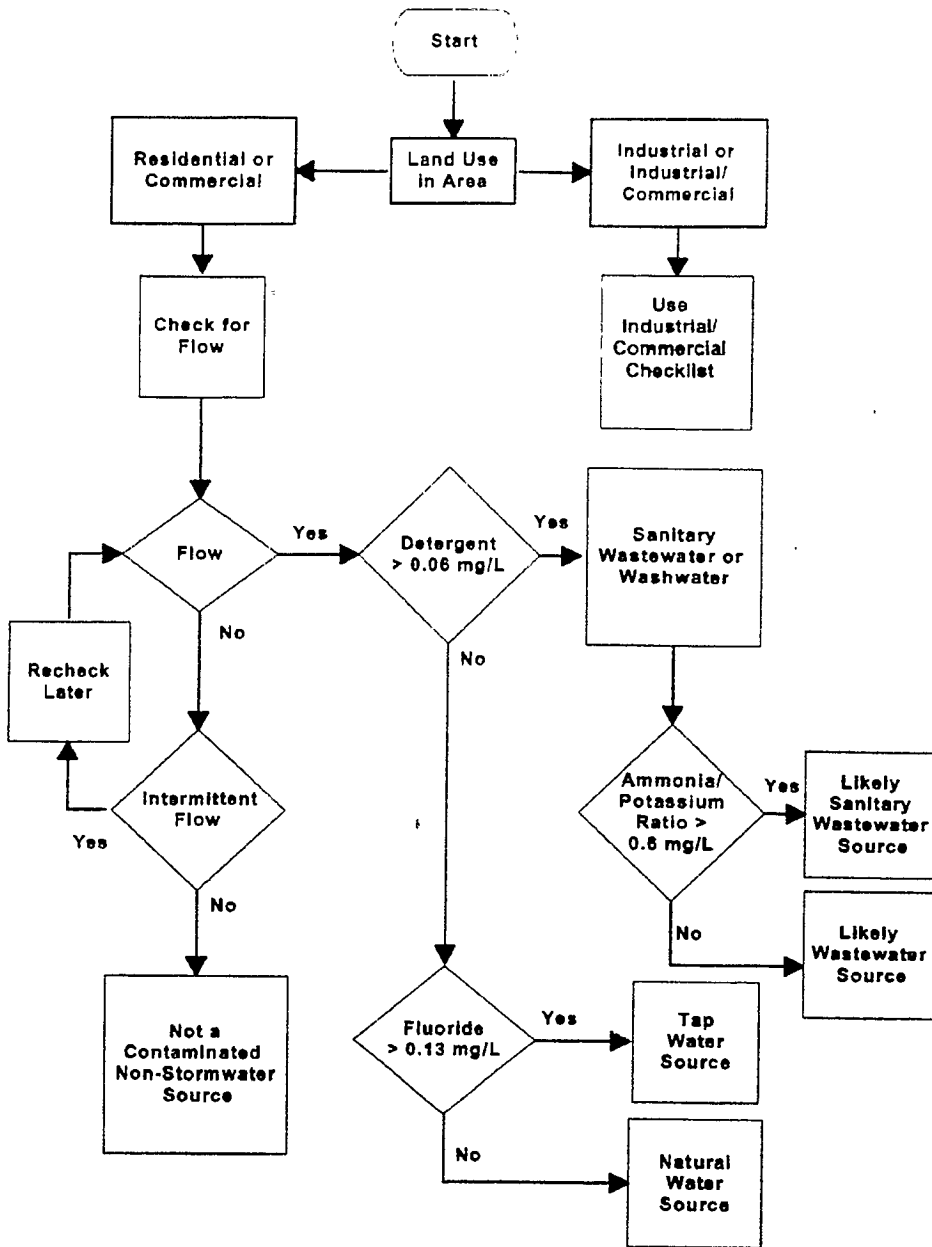 Start
Residential or
Commercial
Land Use
in Area
Industrial or
Industrial/
Commercial
Check for
Flow
Use
Industrial/
Commercial
Checklist
Flow
Yes
Detergent
> 0.06 mg/L
Yes
Sanitary
Wastewater or
Washwater
No
No
Recheck
Later
Intermittent
Flow
Yes
No
Ammonia/
Potassium
Ratio >
0.6 mg/L
Yes
Likely
Sanitary
Wastewater
Source
No
Likely
Wastewater
Source
Not a
Contaminated
Non-Stormwater
Source
Fluoride
> 0.13 mg/L
Yes
Tap
Water
Source
No
Natural
Water
Source